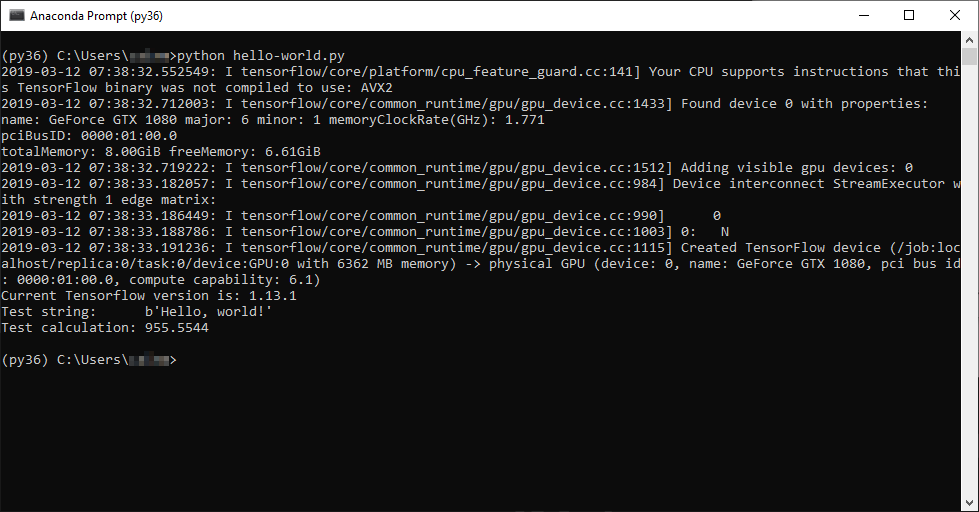 Anaconda Prompt (py36)
(py36) C:\Users\>python hello-world.py
2019-03-12 07:38:32.552549: I tensorflow/core/platform/cpu_feature_guard.cc:141] Your CPU supports instructions that thi
s TensorFlow binary was not compiled to use: AVX2
2019-03-12 07:38:32.712003: I tensorflow/core/common_runtime/gpu/gpu_device.cc:1433] Found device 0 with properties:
name: GeForce GTX 1080 major: 6 minor: 1 memoryClockRate(GHz): 1.771
pciBusID: 0000:01:00.0
totalMemory: 8.00GiB freeMemory: 6.61GiB
2019-03-12 07:38:32.719222: I tensorflow/core/common_runtime/gpu/gpu_device.cc:1512] Adding visible gpu devices: 0
2019-03-12 07:38:33.182057: I tensorflow/core/common_runtime/gpu/gpu_device.cc:984] Device interconnect StreamExecutor w
ith strength 1 edge matrix:
2019-03-12 07:38:33.186449: I tensorflow/core/common_runtime/gpu/gpu_device.cc:990]      0
2019-03-12 07:38:33.188786: I tensorflow/core/common_runtime/gpu/gpu_device.cc:1003] 0:   N
2019-03-12 07:38:33.191236: I tensorflow/core/common_runtime/gpu/gpu_device.cc:1115] Created TensorFlow device (/job:loc
alhost/replica:0/task:0/device:GPU:0 with 6362 MB memory) -> physical GPU (device: 0, name: GeForce GTX 1080, pci bus id
: 0000:01:00.0, compute capability: 6.1)
Current Tensorflow version is: 1.13.1
Test string:      b'Hello, world!'
Test calculation: 955.5544
(py36) C:\Users\>